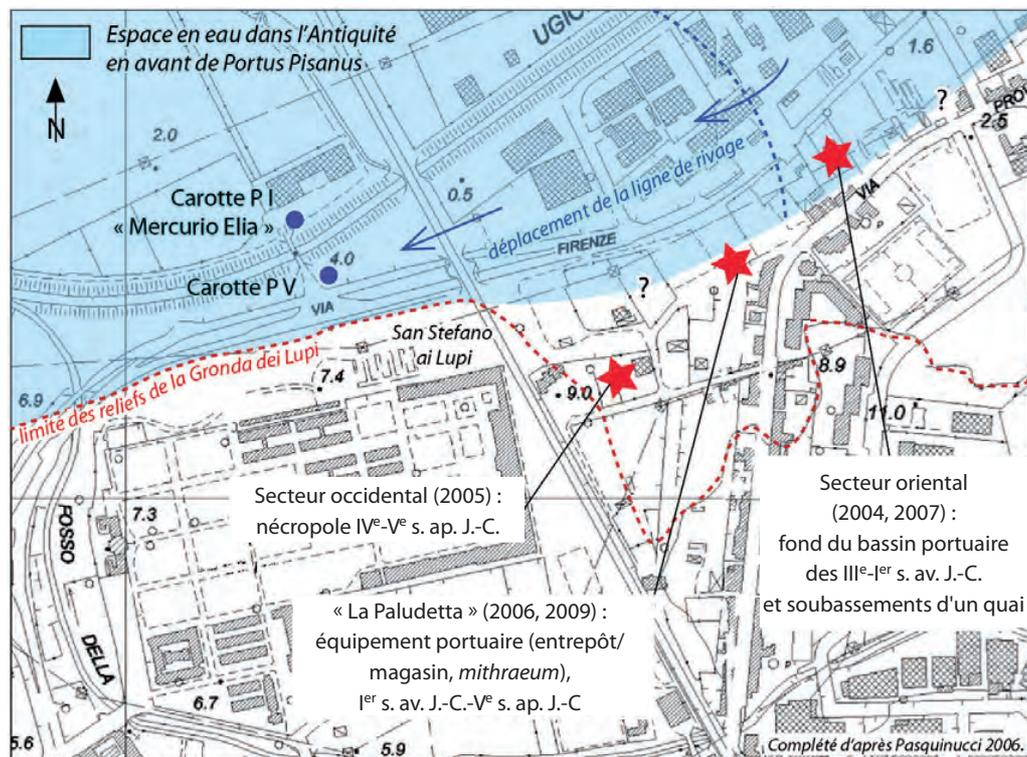 Espace en eau dans l'Antiquité
en avant de Portus Pisanus
N
UGIO
1.6
?
PROV
2.5
2.0
0.5
déplacement de la ligne de rivage
VIA
Carotte P I
« Mercurio Elia »
4.0
FIRENZE
Carotte P V
VIA
?
San Stefano
ai Lupi
6.9
limite des reliefs de la Gronda dei Lupi
7.4
9.0
8.9
11.0
FOSSO
DELLA
7.3
Secteur occidental (2005) :
nécropole IVe-Ve s. ap. J.-C.
Secteur oriental
(2004, 2007) :
fond du bassin portuaire
des IIIe-Ier s. av. J.-C.
et soubassements d'un quai
« La Paludetta » (2006, 2009) :
équipement portuaire (entrepôt/
magasin, mithraeum),
Ier s. av. J.-C.-Ve s. ap. J.-C
6.7
5.6
5.9
Complété d'après Pasquinucci 2006.